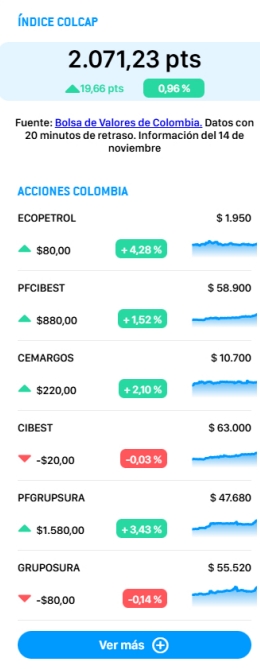 ÍNDICE COLCAP
2.071,23 pts
19,66 pts 0,96 %
Fuente: Bolsa de Valores de Colombia. Datos con
20 minutos de retraso. Información del 14 de
noviembre
ACCIONES COLOMBIA
ECOPETROL $ 1.950
$80,00 + 4,28 %
PFCIBEST $ 58.900
$880,00 + 1,52 %
CEMARGOS $ 10.700
$220,00 + 2,10 %
CIBEST $ 63.000
-$20,00 -0,03 %
PFGRUPSURA $ 47.680
$1.580,00 + 3,43 %
GRUPOSURA $ 55.520
-$80,00 -0,14 %
Ver más